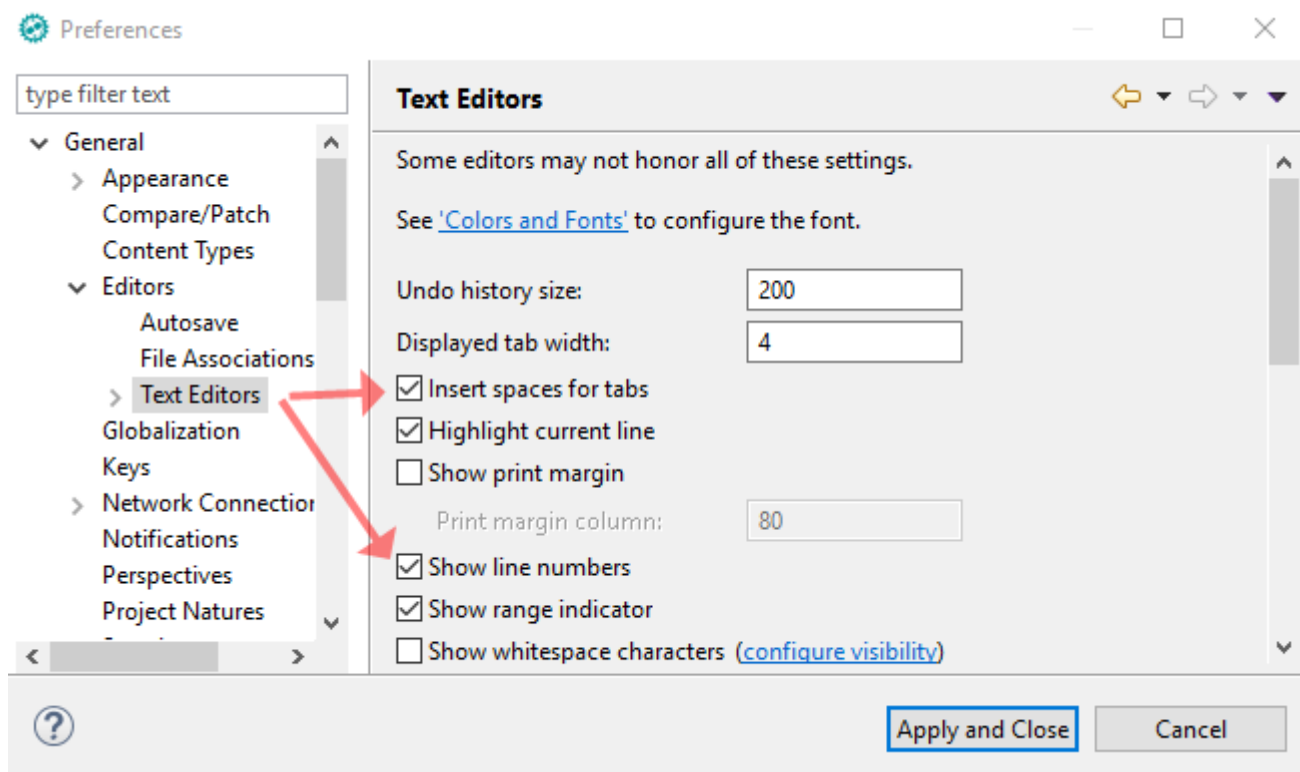 Preferences
type filter text
General
Appearance
Compare/Patch
Content Types
Editors
Autosave
File Associations
Text Editors
Globalization
Keys
Network Connection
Notifications
Perspectives
Project Natures
Text Editors
Some editors may not honor all of these settings.
See 'Colors and Fonts' to configure the font.
Undo history size: 200
Displayed tab width: 4
Insert spaces for tabs
Highlight current line
Show print margin
Print margin column: 80
Show line numbers
Show range indicator
Show whitespace characters (configure visibility)
? Apply and Close Cancel